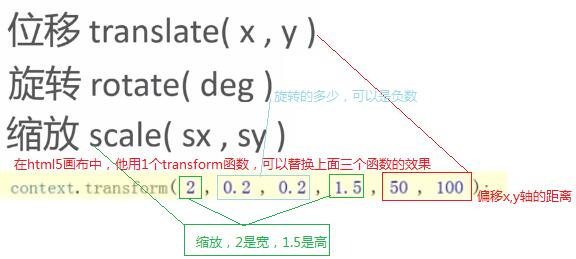 位移 translate( x , y )
旋转 rotate( deg )
旋转的多少，可以是负数
缩放 scale( sx , sy )
在html5画布中，他用1个transform函数，可以替换上面三个函数的效果
context.transform( 2 , 0.2 , 0.2 , 1.5 , 50 , 100 );
偏移x,y轴的距离
缩放，2是宽，1.5是高